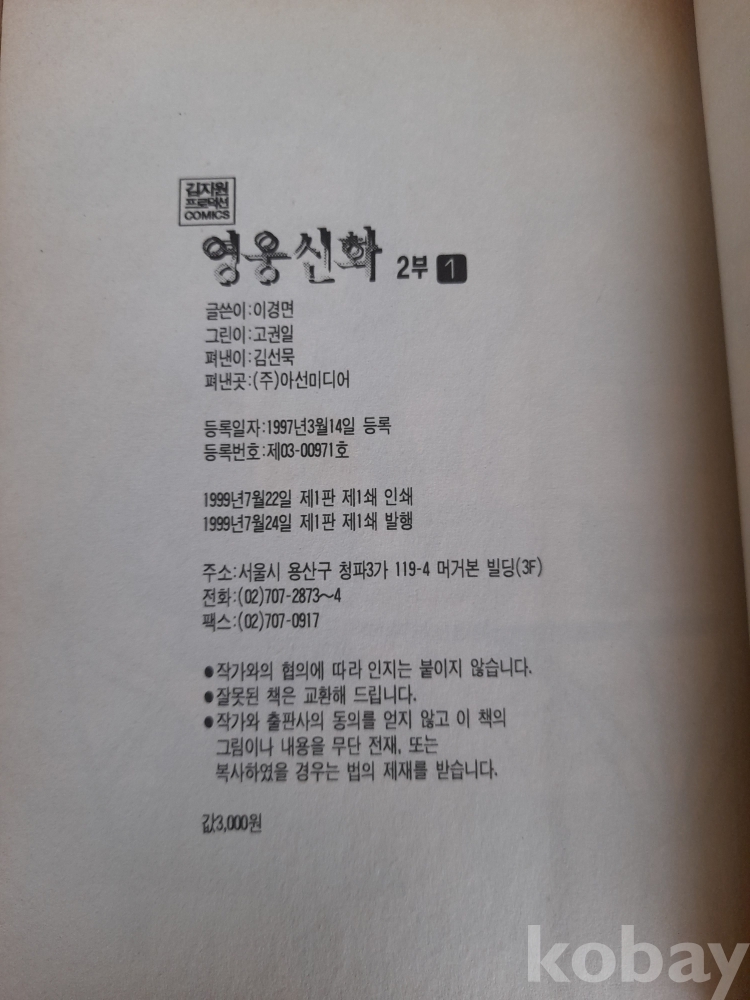 김지원
프로덕션
COMICS
영웅신화 2부 1
글쓴이:이경면
그린이:고권일
펴낸이:김선묵
펴낸곳:(주)아선미디어
등록일자:1997년3월14일 등록
등록번호:제03-00971호
1999년7월22일 제1판 제1쇄 인쇄
1999년7월24일 제1판 제1쇄 발행
주소:서울시 용산구 청파3가 119-4 머거본 빌딩(3F)
전화:(02)707-2873~4
팩스:(02)707-0917
●작가와의 협의에 따라 인지는 붙이지 않습니다.
●잘못된 책은 교환해 드립니다.
●작가와 출판사의 동의를 얻지 않고 이 책의
그림이나 내용을 무단 전재, 또는
복사하였을 경우는 법의 제재를 받습니다.
값3,000원
kobay